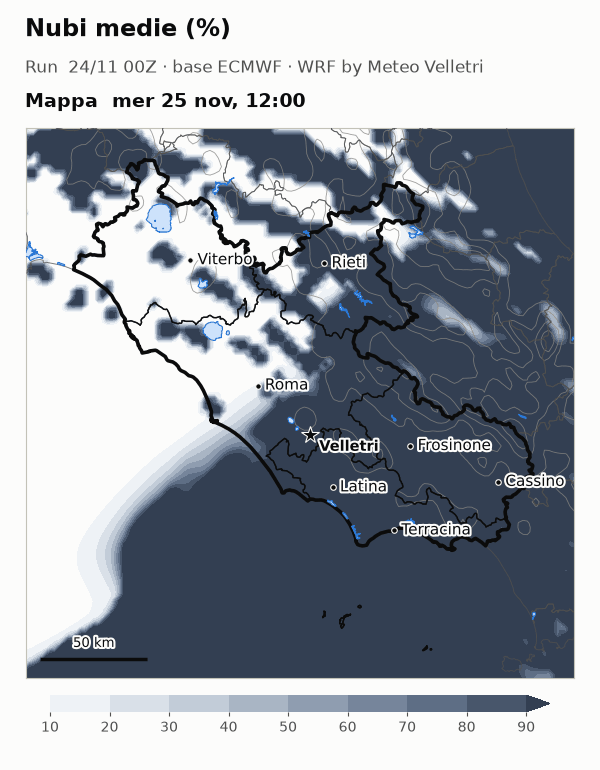 Nubi medie (%)
Run 24/11 00Z · base ECMWF · WRF by Meteo Velletri
Mappa mer 25 nov, 12:00
Viterbo
Rieti
Roma
Velletri
Frosinone
Cassino
Latina
Terracina
50 km
10 20 30 40 50 60 70 80 90